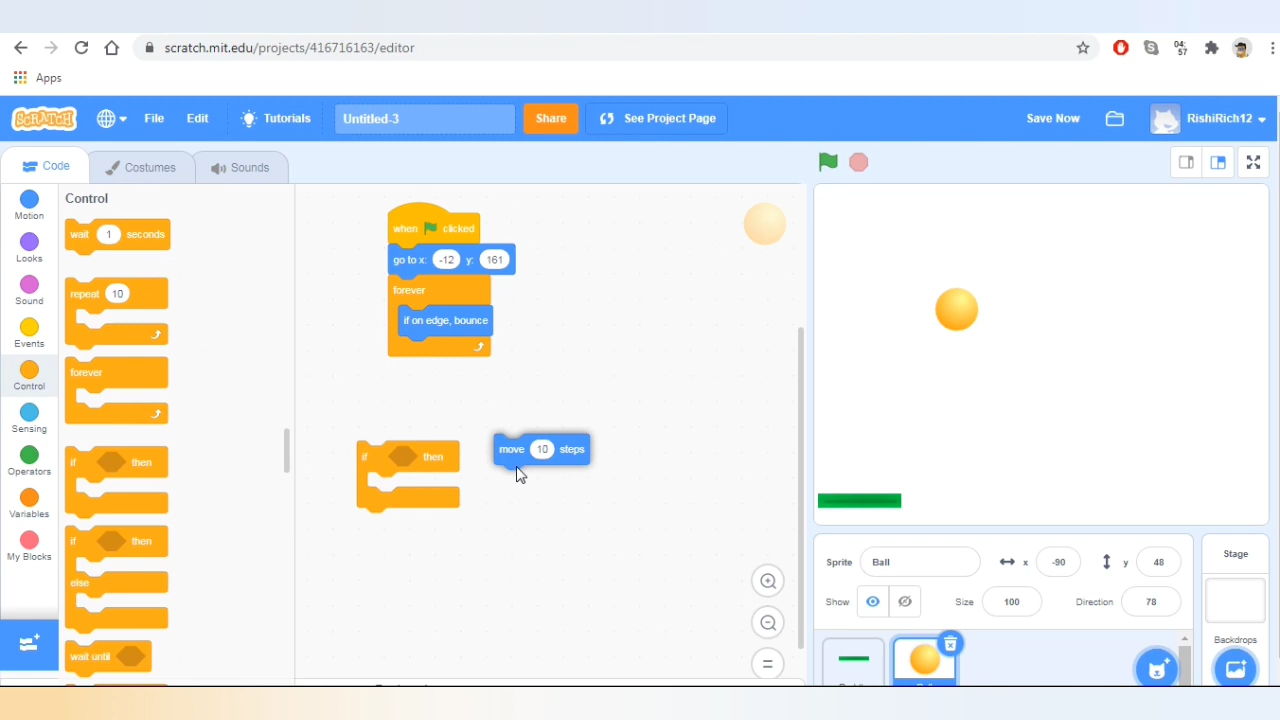 scratch.mit.edu/projects/416716163/editor
04:
57
Apps
SCRATCH
File Edit Tutorials Untitled-3 Share See Project Page Save Now RishiRich12
Code Costumes Sounds
Motion
Looks
Sound
Events
Control
Sensing
Operators
Variables
My Blocks
Control
wait 1 seconds
repeat 10
forever
if then
if then
else
wait until
when clicked
go to x: -12 y: 161
forever
if on edge, bounce
if then
move 10 steps
Sprite Ball x -90 y 48
Show Size 100 Direction 78
Stage
Backdrops